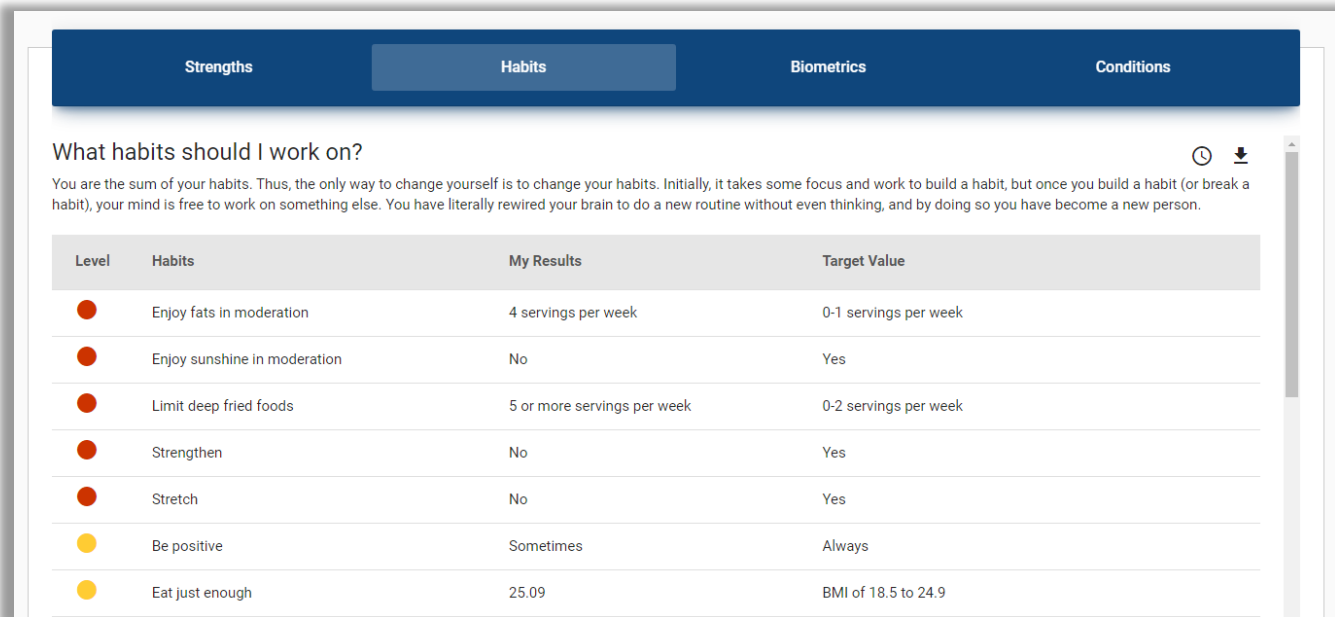 Strengths Habits Biometrics Conditions
What habits should I work on?
You are the sum of your habits. Thus, the only way to change yourself is to change your habits. Initially, it takes some focus and work to build a habit, but once you build a habit (or break a
habit), your mind is free to work on something else. You have literally rewired your brain to do a new routine without even thinking, and by doing so you have become a new person.
Level Habits My Results Target Value
Enjoy fats in moderation 4 servings per week 0-1 servings per week
Enjoy sunshine in moderation No Yes
Limit deep fried foods 5 or more servings per week 0-2 servings per week
Strengthen No Yes
Stretch No Yes
Be positive Sometimes Always
Eat just enough 25.09 BMI of 18.5 to 24.9